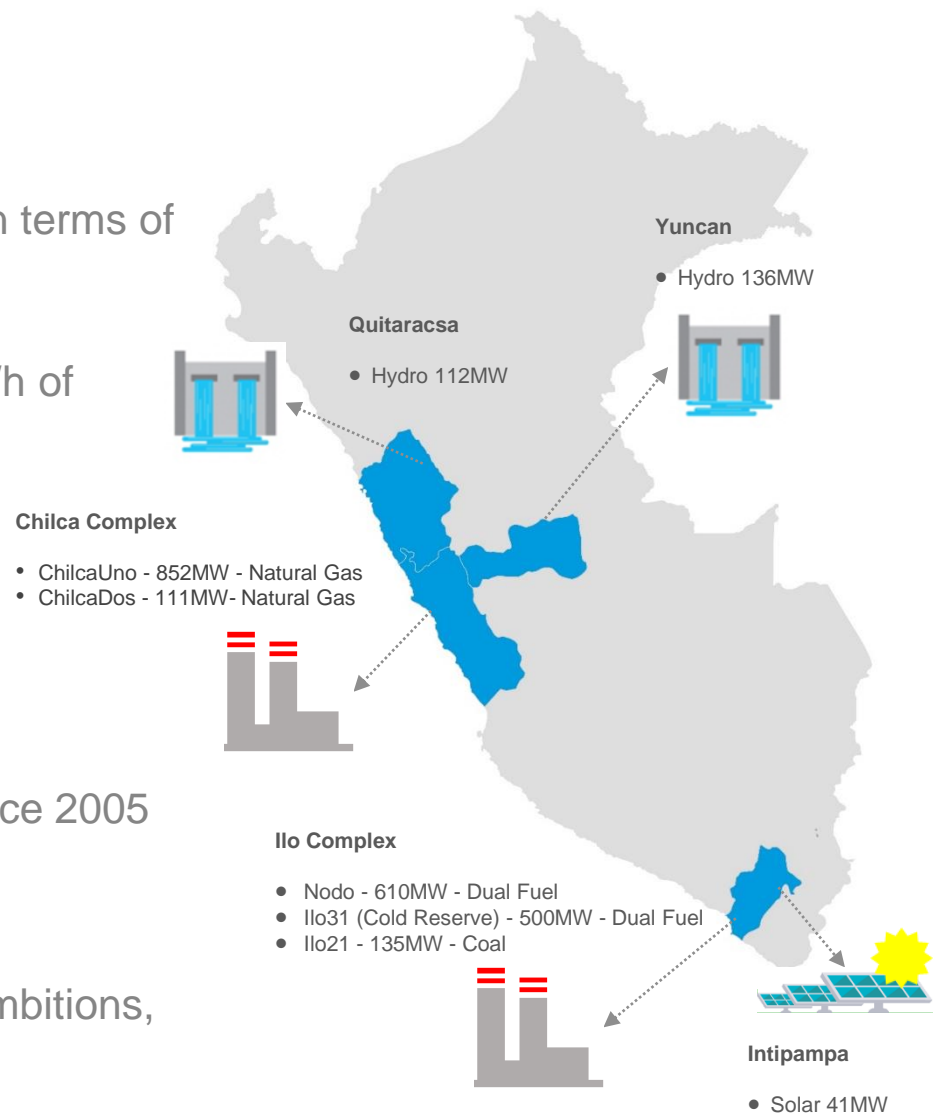 n terms of
Yuncan
• Hydro 136MW
Quitaracsa
• Hydro 112MW
h of
Chilca Complex
• ChilcaUno - 852MW - Natural Gas
• ChilcaDos - 111MW- Natural Gas
ce 2005
Ilo Complex
• Nodo - 610MW - Dual Fuel
• Ilo31 (Cold Reserve) - 500MW - Dual Fuel
• Ilo21 - 135MW - Coal
mbitions,
Intipampa
• Solar 41MW